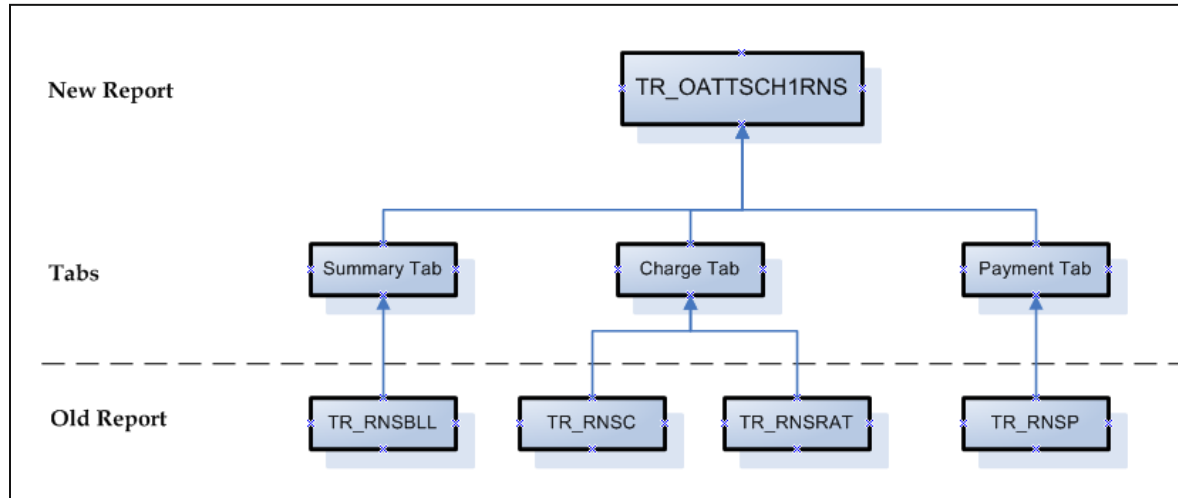 New Report
TR_OATTSCH1RNS
Tabs
Summary Tab
Charge Tab
Payment Tab
Old Report
TR_RNSBLL
TR_RNSC
TR_RNSRAT
TR_RNSP